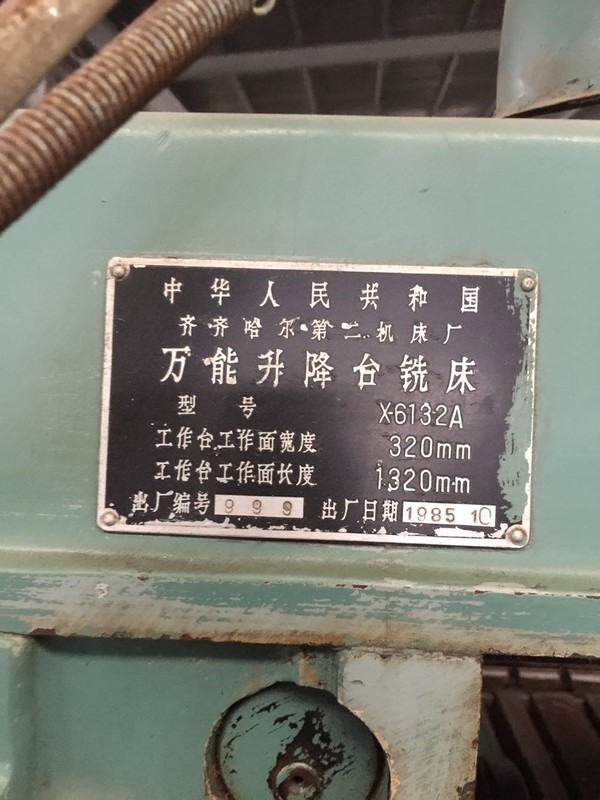 中华人民共和国
齐齐哈尔第二机床厂
万能升降台铣床
型号 X6132A
工作台工作面宽度 320mm
工作台工作面长度 1320mm
出厂编号 999 出厂日期 1985 10